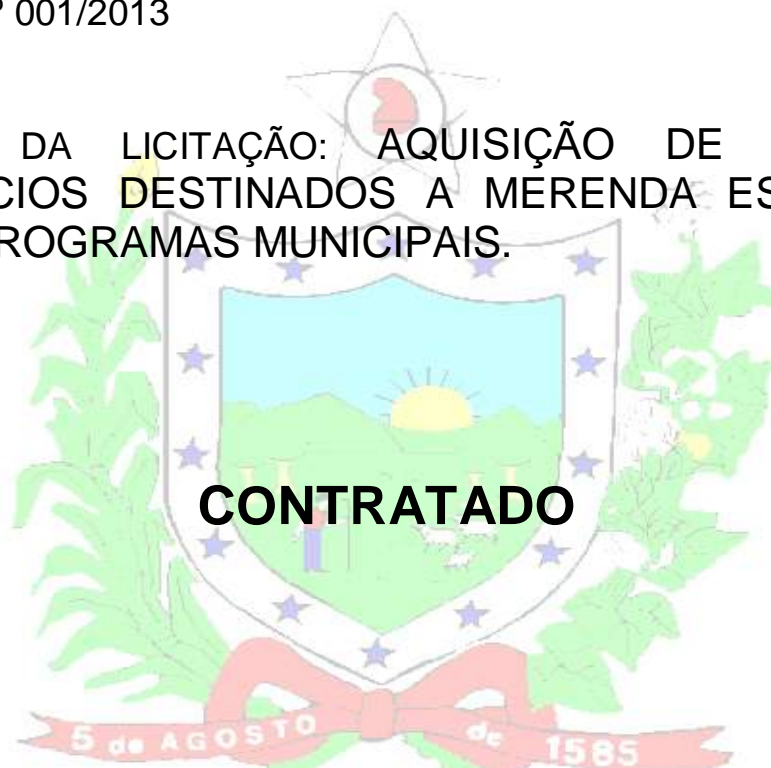 º 001/2013
DA LICITAÇÃO: AQUISIÇÃO DE
CIOS DESTINADOS A MERENDA ES
ROGRAMAS MUNICIPAIS.
CONTRATADO
5 de AGOSTO de 1585